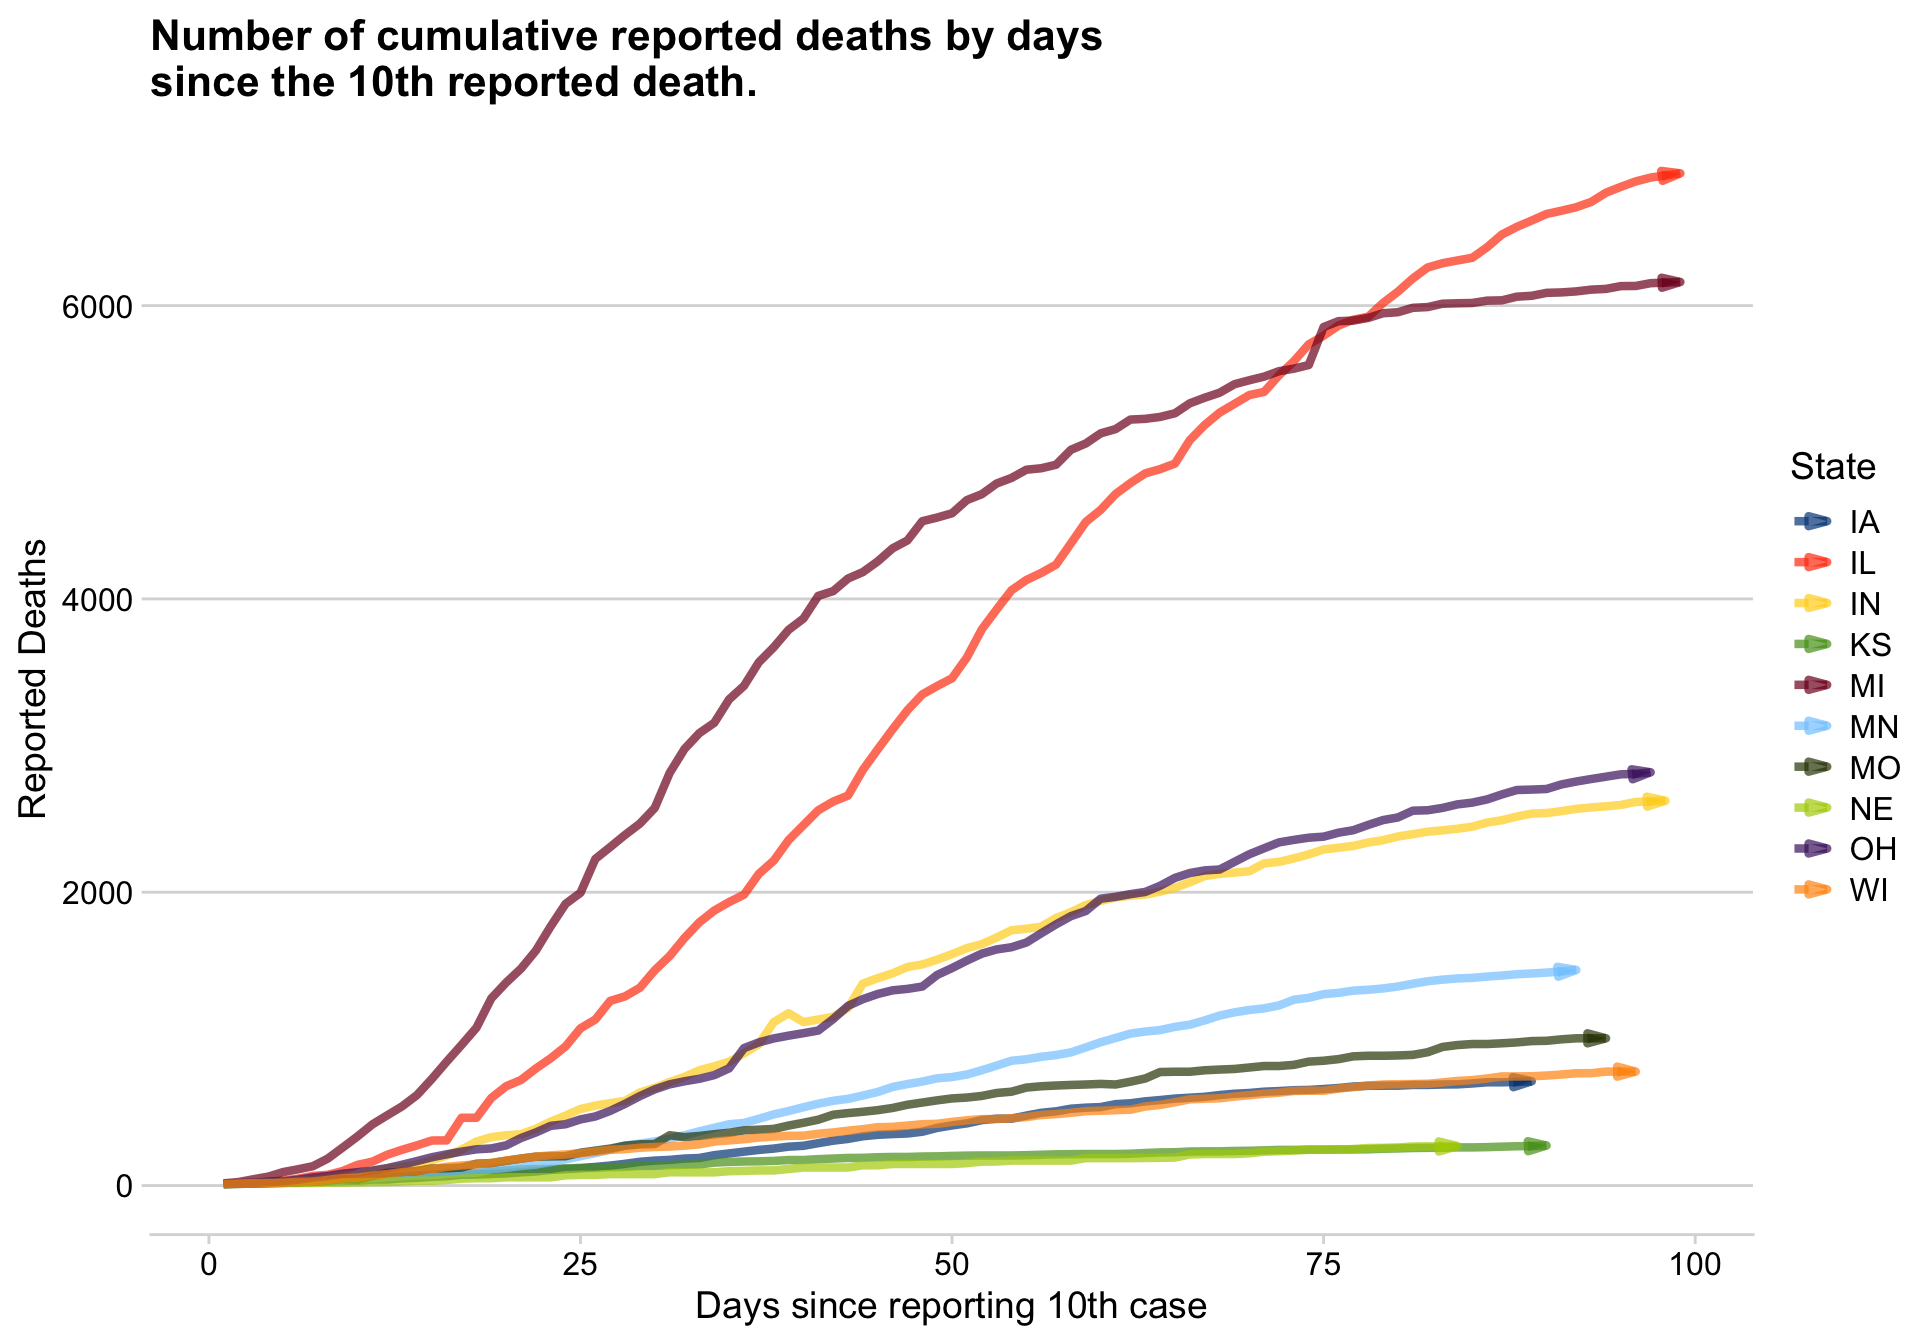 Number of cumulative reported deaths by days
since the 10th reported death.
Reported Deaths
6000
4000
2000
0
0 25 50 75 100
Days since reporting 10th case
State
IA
IL
IN
KS
MI
MN
MO
NE
OH
WI